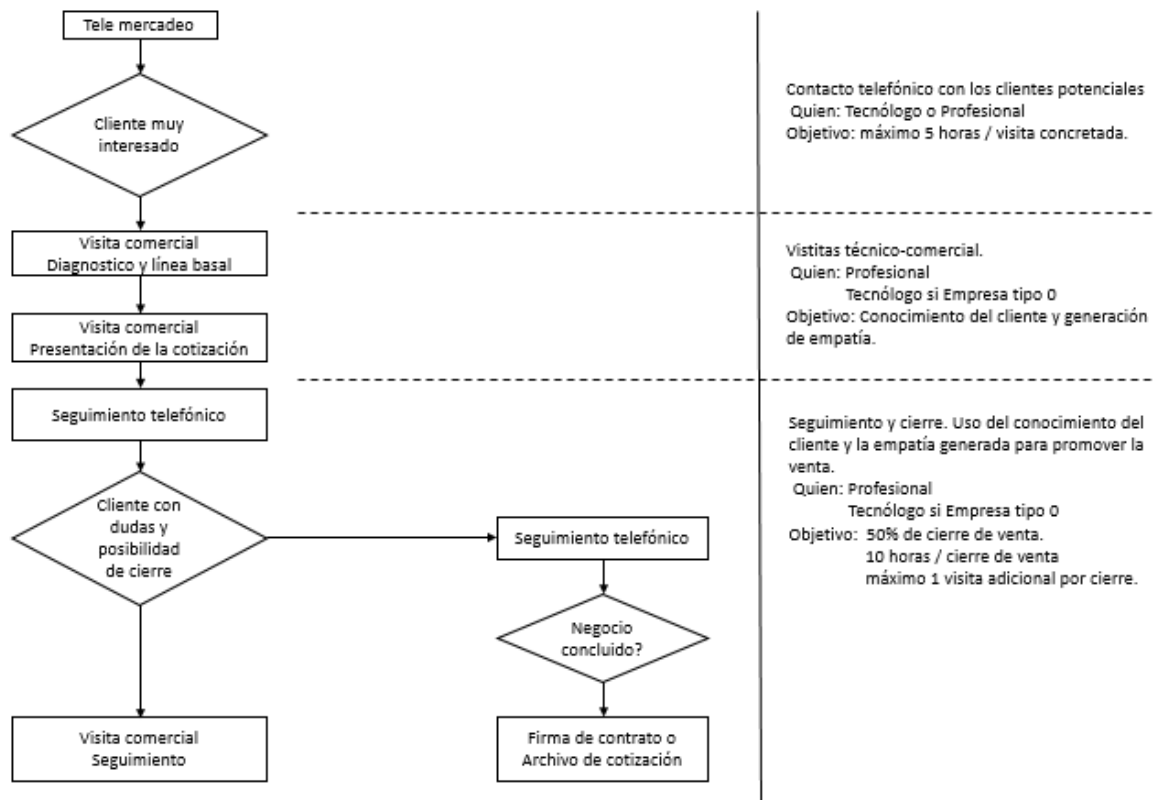 Tele mercadeo
Cliente muy
interesado
Contacto telefónico con los clientes potenciales
Quien: Tecnólogo o Profesional
Objetivo: máximo 5 horas / visita concretada.
Visita comercial
Diagnostico y línea basal
Visita comercial
Presentación de la cotización
Vistitas técnico-comercial.
Quien: Profesional
Tecnólogo si Empresa tipo 0
Objetivo: Conocimiento del cliente y generación
de empatía.
Seguimiento telefónico
Cliente con
dudas y
posibilidad
de cierre
Seguimiento telefónico
Negocio
concluido?
Visita comercial
Seguimiento
Firma de contrato o
Archivo de cotización
Seguimiento y cierre. Uso del conocimiento del
cliente y la empatía generada para promover la
venta.
Quien: Profesional
Tecnólogo si Empresa tipo 0
Objetivo: 50% de cierre de venta.
10 horas / cierre de venta
máximo 1 visita adicional por cierre.